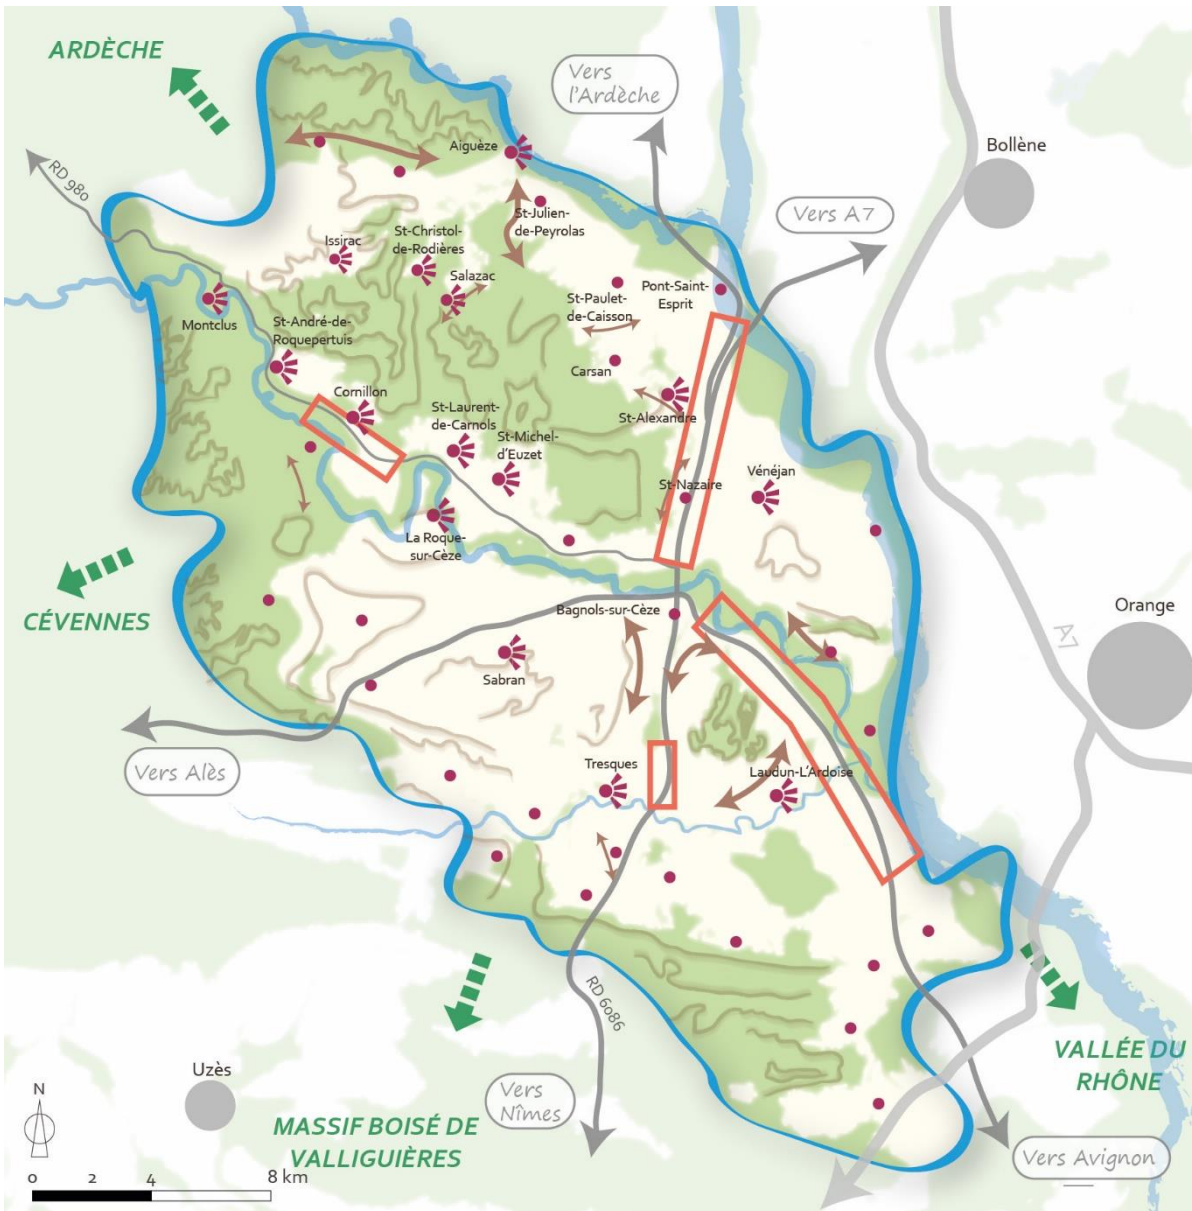 ARDÈCHE
Vers
l'Ardèche
Bollène
Aiguèze
RD 980
Vers A7
St-Julien-
de-Peyrolas
Issirac
St-Christol-
de-Rodières
Salazac
Pont-Saint-
Esprit
St-Paulet-
de-Caisson
Montclus
St-André-de-
Roquepertuis
Carsan
Cornillon
St-Alexandre
St-Laurent-
de-Carnols
St-Michel-
d'Euzet
St-Nazaire
Vénéjan
La Roque-
sur-Cèze
CÉVENNES
Bagnols-sur-Cèze
Orange
A7
Sabran
Vers Alès
Tresques
Laudun-L'Ardoise
RD 6086
Uzès
N
Vers
Nîmes
VALLÉE DU
RHÔNE
MASSIF BOISÉ DE
VALLIGUIÈRES
Vers Avignon
0 2 4 8 km